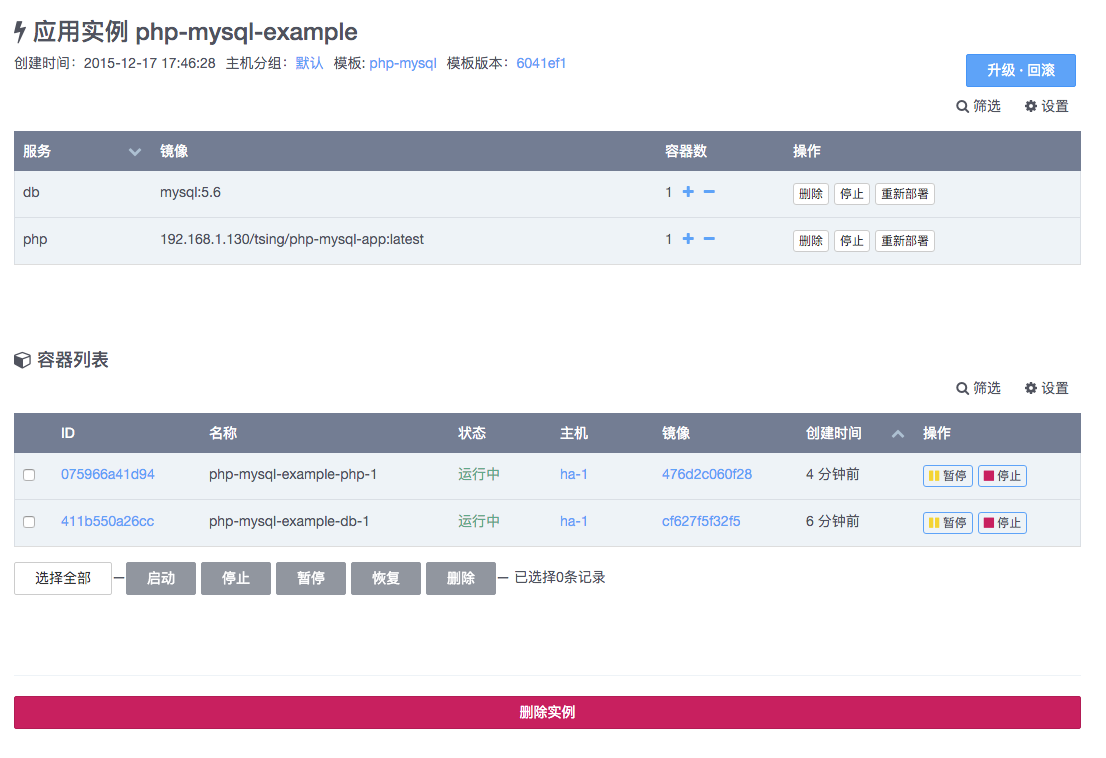 应用实例 php-mysql-example
创建时间：2015-12-17 17:46:28 主机分组：默认 模板: php-mysql 模板版本：6041ef1
升级 · 回滚
筛选 设置
服务 镜像 容器数 操作
db mysql:5.6 1 + − 删除 停止 重新部署
php 192.168.1.130/tsing/php-mysql-app:latest 1 + − 删除 停止 重新部署
容器列表
筛选 设置
ID 名称 状态 主机 镜像 创建时间 操作
075966a41d94 php-mysql-example-php-1 运行中 ha-1 476d2c060f28 4 分钟前 暂停 停止
411b550a26cc php-mysql-example-db-1 运行中 ha-1 cf627f5f32f5 6 分钟前 暂停 停止
选择全部 – 启动 停止 暂停 恢复 删除 – 已选择0条记录
删除实例